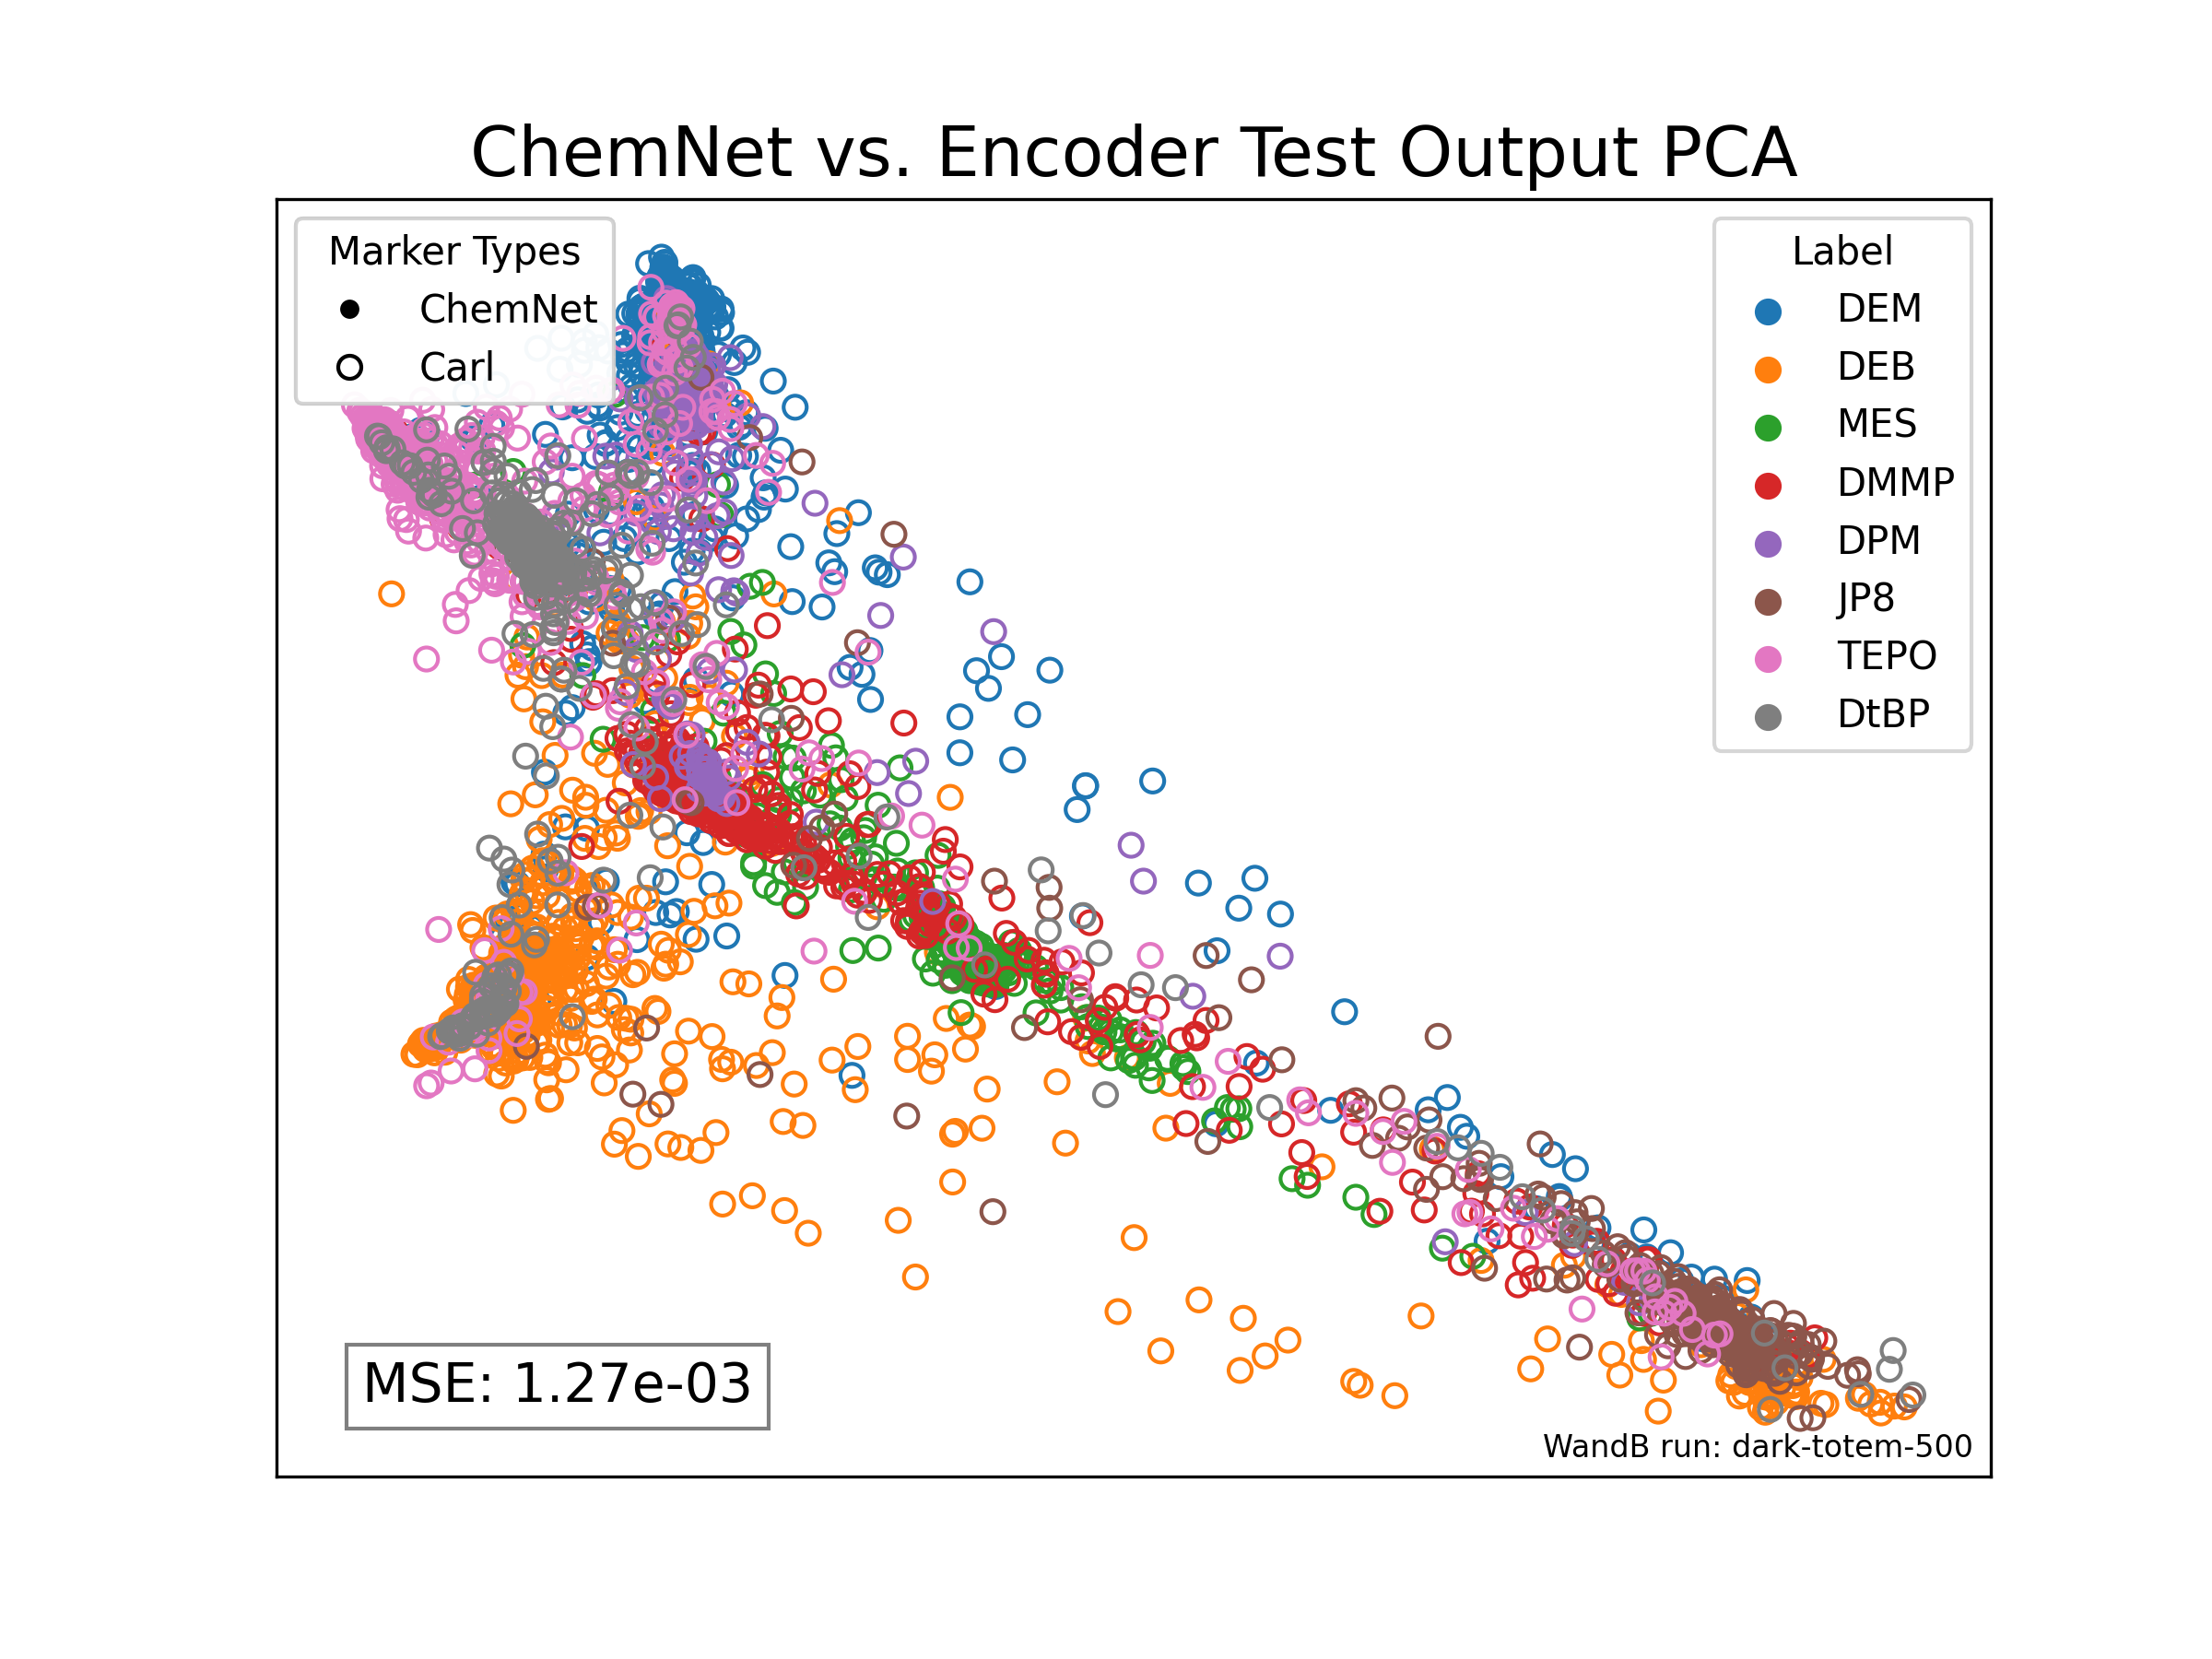 ChemNet vs. Encoder Test Output PCA
Marker Types
ChemNet
Carl
Label
DEM
DEB
MES
DMMP
DPM
JP8
TEPO
DtBP
MSE: 1.27e-03
WandB run: dark-totem-500